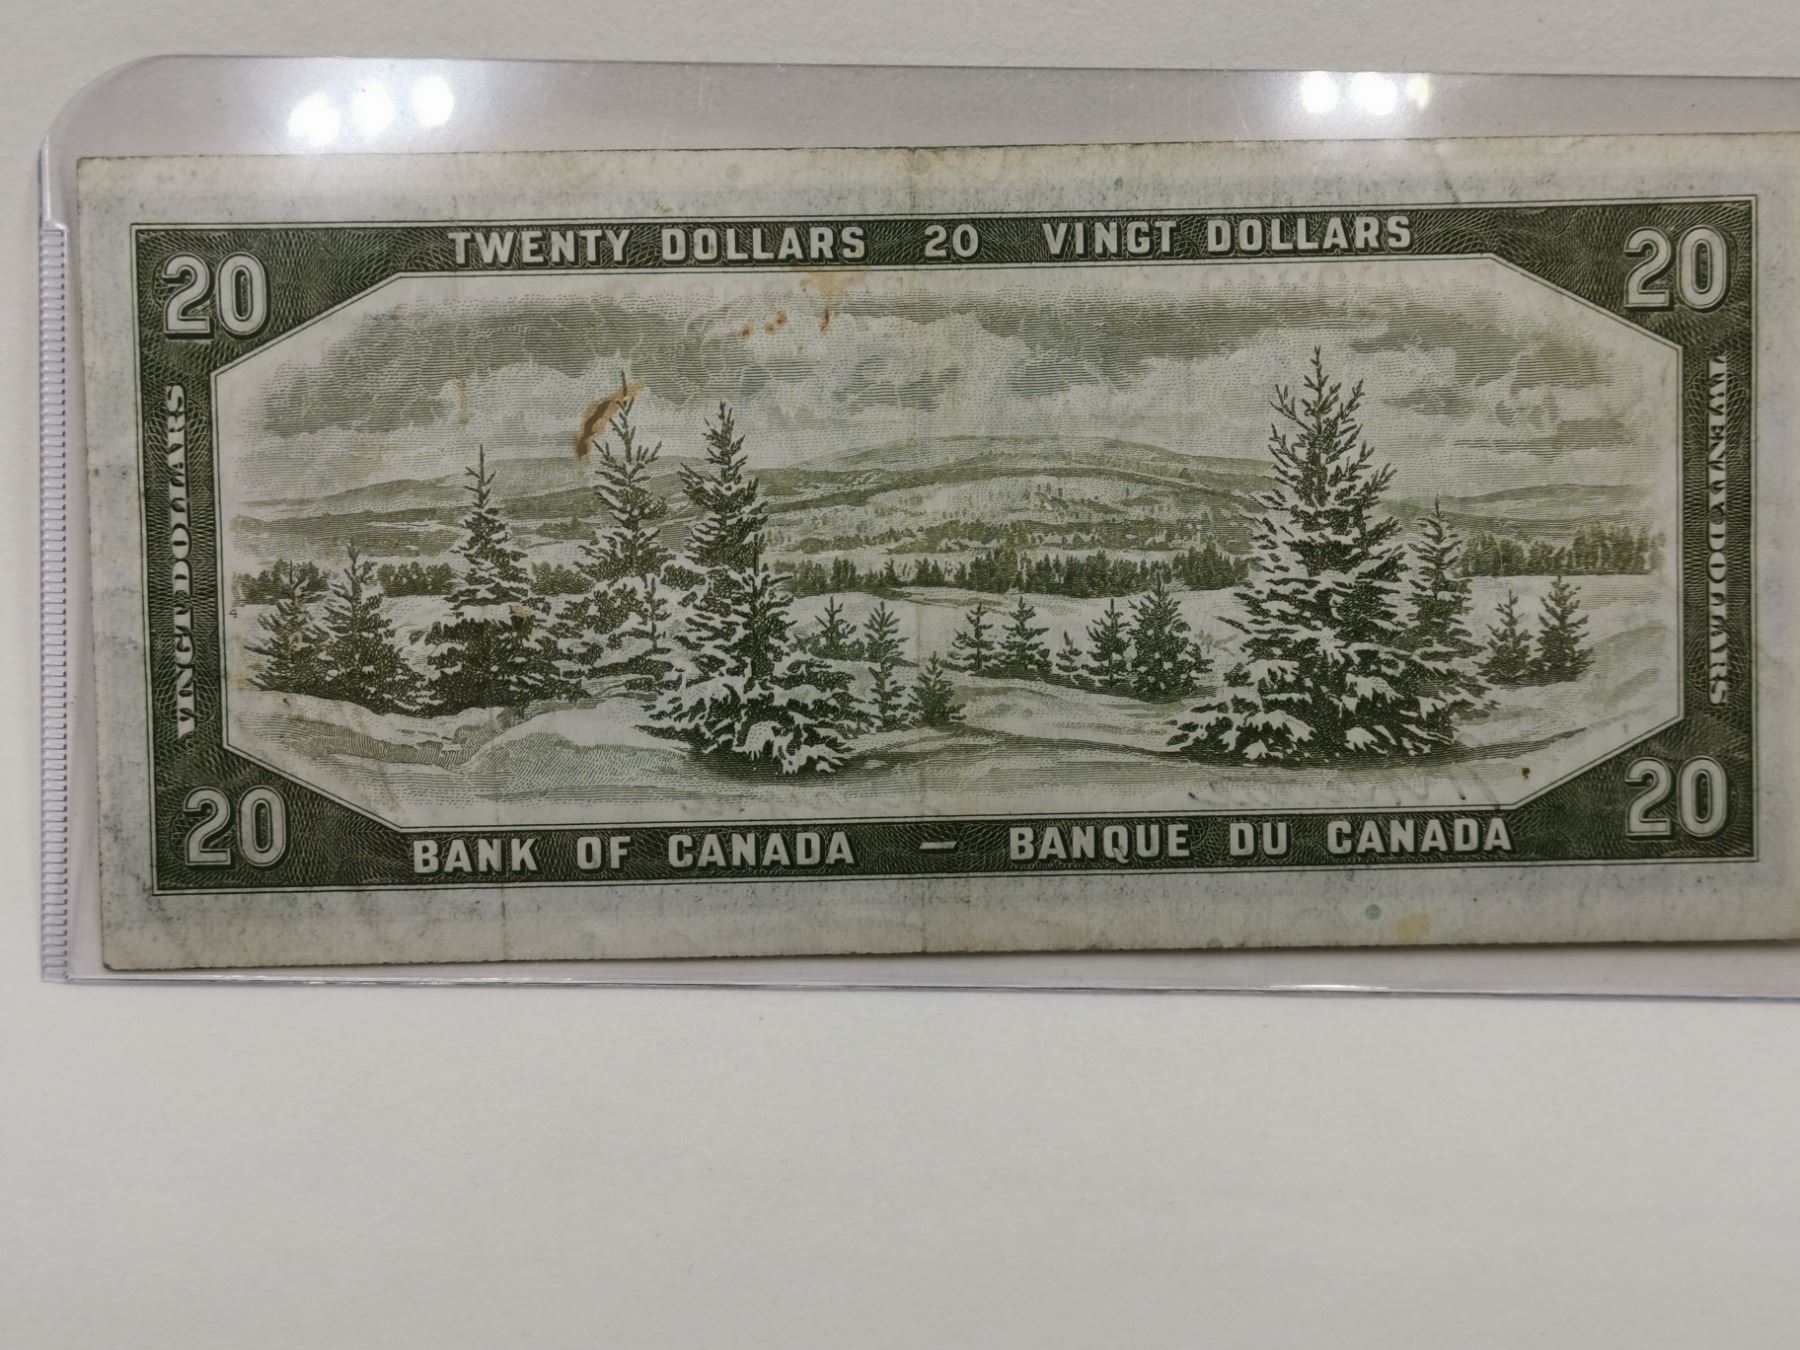 TWENTY DOLLARS 20 VINGT DOLLARS
20
20
VINGT DOLLARS
TWENTY DOLLARS
20
20
BANK OF CANADA — BANQUE DU CANADA